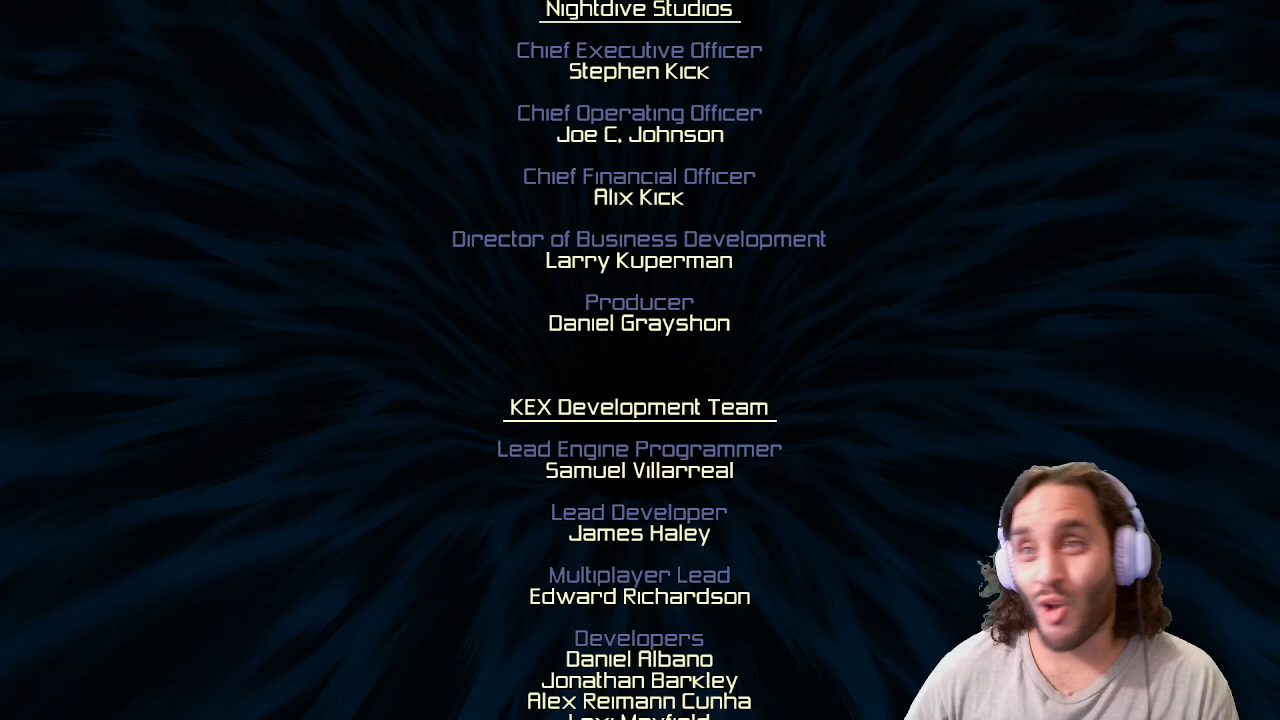 Nightdive Studios
Chief Executive Officer
Stephen Kick
Chief Operating Officer
Joe C. Johnson
Chief Financial Officer
Alix Kick
Director of Business Development
Larry Kuperman
Producer
Daniel Grayshon
KEX Development Team
Lead Engine Programmer
Samuel Villarreal
Lead Developer
James Haley
Multiplayer Lead
Edward Richardson
Developers
Daniel Albano
Jonathan Barkley
Alex Reimann Cunha
Lexi Mayfield